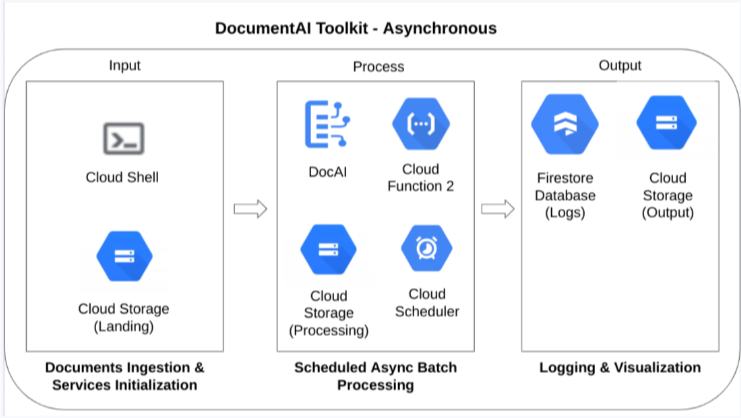 DocumentAI Toolkit - Asynchronous
Input
Process
Output
Cloud Shell
Cloud Storage
(Landing)
Documents Ingestion &
Services Initialization
DocAI
Cloud
Function 2
Cloud
Storage
(Processing)
Cloud
Scheduler
Scheduled Async Batch
Processing
Firestore
Database
(Logs)
Cloud
Storage
(Output)
Logging & Visualization